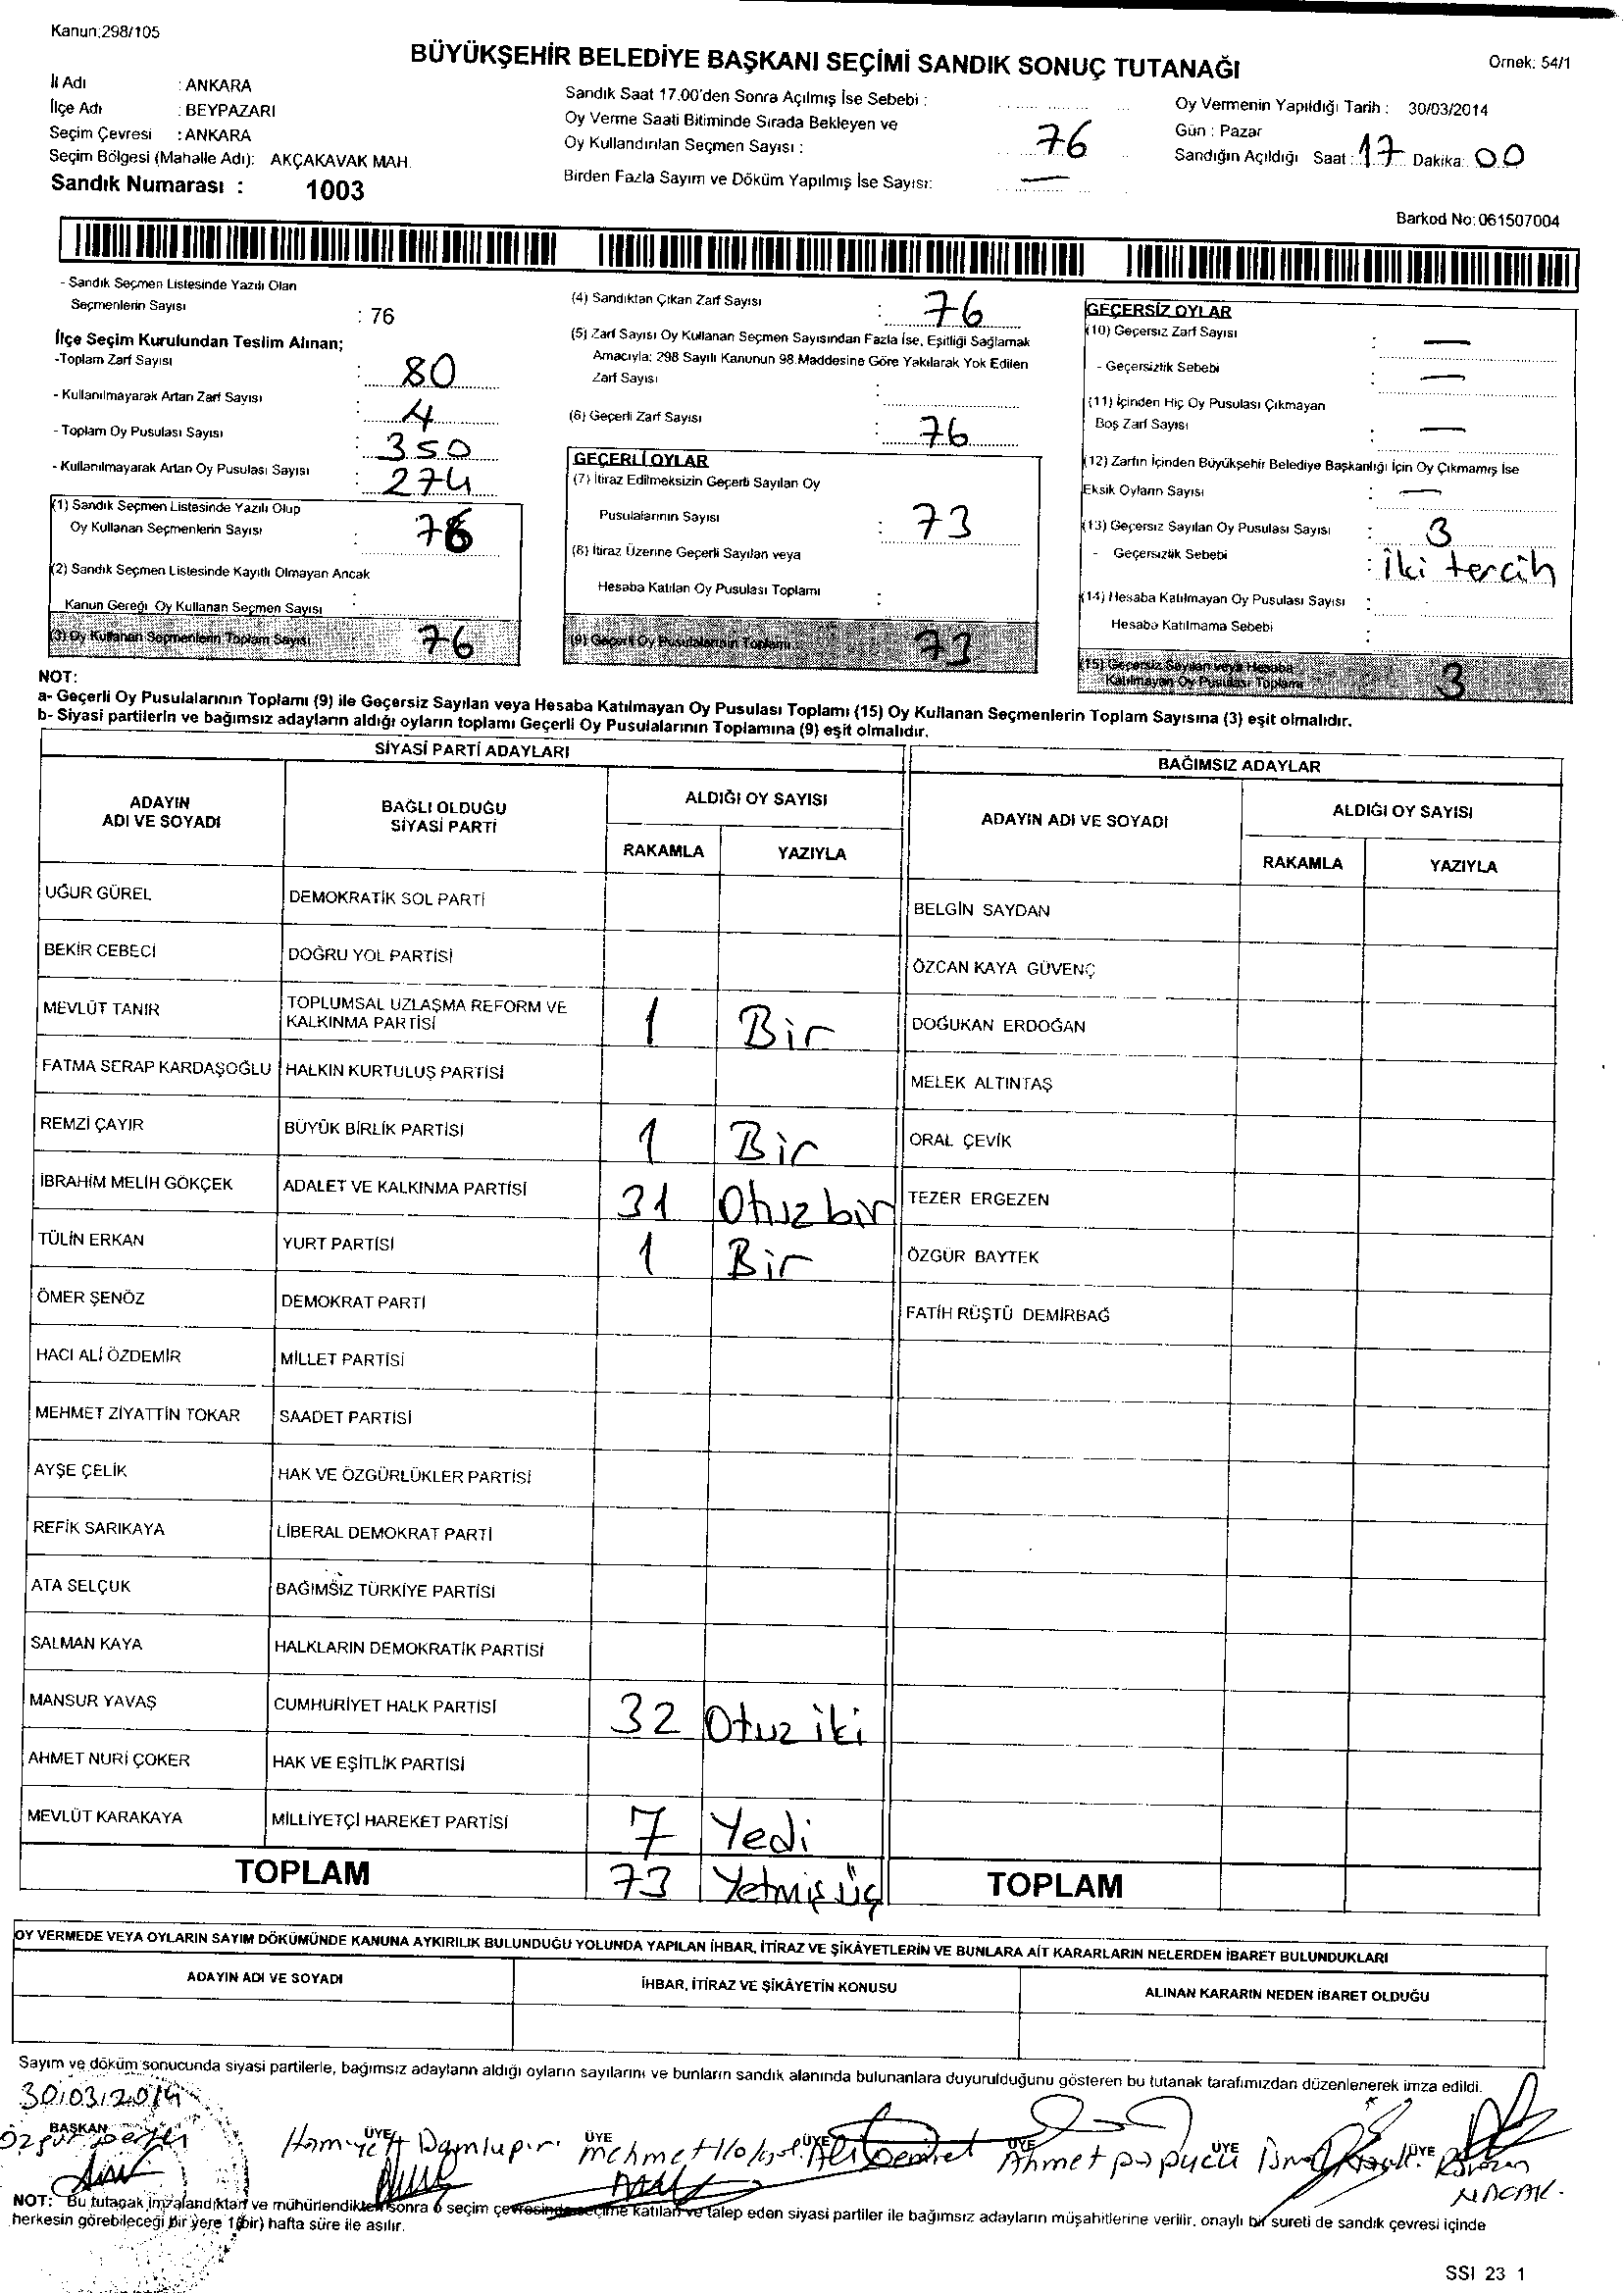 Kanun:298/105
BÜYÜKŞEHİR BELEDİYE BAŞKANI SEÇİMİ SANDIK SONUÇ TUTANAĞI
Örnek: 54/1
İl Adı : ANKARA
İlçe Adı : BEYPAZARI
Seçim Çevresi : ANKARA
Seçim Bölgesi (Mahalle Adı): AKÇAKAVAK MAH.
Sandık Numarası : 1003
Sandık Saat 17.00'den Sonra Açılmış İse Sebebi :
Oy Verme Saati Bitiminde Sırada Bekleyen ve
Oy Kullandırılan Seçmen Sayısı : 76
Birden Fazla Sayım ve Döküm Yapılmış İse Sayısı: —
Oy Vermenin Yapıldığı Tarih : 30/03/2014
Gün : Pazar
Sandığın Açıldığı Saat : 17 Dakika: 00
Barkod No: 061507004
- Sandık Seçmen Listesinde Yazılı Olan
Seçmenlerin Sayısı : 76
İlçe Seçim Kurulundan Teslim Alınan;
-Toplam Zarf Sayısı : 80
- Kullanılmayarak Artan Zarf Sayısı : 4
- Toplam Oy Pusulası Sayısı : 350
- Kullanılmayarak Artan Oy Pusulası Sayısı : 274
(1) Sandık Seçmen Listesinde Yazılı Olup
Oy Kullanan Seçmenlerin Sayısı : 76
(2) Sandık Seçmen Listesinde Kayıtlı Olmayan Ancak
Kanun Gereği Oy Kullanan Seçmen Sayısı :
(3) Oy Kullanan Seçmenlerin Toplam Sayısı 76
(4) Sandıktan Çıkan Zarf Sayısı : 76
(5) Zarf Sayısı Oy Kullanan Seçmen Sayısından Fazla İse, Eşitliği Sağlamak
Amacıyla; 298 Sayılı Kanunun 98.Maddesine Göre Yakılarak Yok Edilen
Zarf Sayısı :
(6) Geçerli Zarf Sayısı : 76
GEÇERLİ OYLAR
(7) İtiraz Edilmeksizin Geçerli Sayılan Oy
Pusulalarının Sayısı : 73
(8) İtiraz Üzerine Geçerli Sayılan veya
Hesaba Katılan Oy Pusulası Toplamı :
(9) Geçerli Oy Pusulalarının Toplamı 73
GEÇERSİZ OYLAR
(10) Geçersiz Zarf Sayısı : —
- Geçersizlik Sebebi : —
(11) İçinden Hiç Oy Pusulası Çıkmayan
Boş Zarf Sayısı : —
(12) Zarfın İçinden Büyükşehir Belediye Başkanlığı İçin Oy Çıkmamış İse
Eksik Oyların Sayısı : —
(13) Geçersiz Sayılan Oy Pusulası Sayısı : 3
- Geçersizlik Sebebi : iki tercih
(14) Hesaba Katılmayan Oy Pusulası Sayısı :
Hesaba Katılmama Sebebi :
(15) Geçersiz Sayılan veya Hesaba
Katılmayan Oy Pusulası Toplamı 3
NOT:
a- Geçerli Oy Pusulalarının Toplamı (9) ile Geçersiz Sayılan veya Hesaba Katılmayan Oy Pusulası Toplamı (15) Oy Kullanan Seçmenlerin Toplam Sayısına (3) eşit olmalıdır.
b- Siyasi partilerin ve bağımsız adayların aldığı oyların toplamı Geçerli Oy Pusulalarının Toplamına (9) eşit olmalıdır.
SİYASİ PARTİ ADAYLARI BAĞIMSIZ ADAYLAR
ADAYIN ADI VE SOYADI BAĞLI OLDUĞU SİYASİ PARTİ ALDIĞI OY SAYISI ADAYIN ADI VE SOYADI ALDIĞI OY SAYISI
RAKAMLA YAZIYLA RAKAMLA YAZIYLA
UĞUR GÜREL DEMOKRATİK SOL PARTİ BELGİN SAYDAN
BEKİR CEBECİ DOĞRU YOL PARTİSİ ÖZCAN KAYA GÜVENÇ
MEVLÜT TANIR TOPLUMSAL UZLAŞMA REFORM VE KALKINMA PARTİSİ 1 Bir DOĞUKAN ERDOĞAN
FATMA SERAP KARDAŞOĞLU HALKIN KURTULUŞ PARTİSİ MELEK ALTINTAŞ
REMZİ ÇAYIR BÜYÜK BİRLİK PARTİSİ 1 Bir ORAL ÇEVİK
İBRAHİM MELİH GÖKÇEK ADALET VE KALKINMA PARTİSİ 31 Otuzbir TEZER ERGEZEN
TÜLİN ERKAN YURT PARTİSİ 1 Bir ÖZGÜR BAYTEK
ÖMER ŞENÖZ DEMOKRAT PARTİ FATİH RÜŞTÜ DEMİRBAĞ
HACI ALİ ÖZDEMİR MİLLET PARTİSİ
MEHMET ZİYATTİN TOKAR SAADET PARTİSİ
AYŞE ÇELİK HAK VE ÖZGÜRLÜKLER PARTİSİ
REFİK SARIKAYA LİBERAL DEMOKRAT PARTİ
ATA SELÇUK BAĞIMSIZ TÜRKİYE PARTİSİ
SALMAN KAYA HALKLARIN DEMOKRATİK PARTİSİ
MANSUR YAVAŞ CUMHURİYET HALK PARTİSİ 32 Otuz iki
AHMET NURİ ÇOKER HAK VE EŞİTLİK PARTİSİ
MEVLÜT KARAKAYA MİLLİYETÇİ HAREKET PARTİSİ 7 Yedi
TOPLAM 73 Yetmiş üç TOPLAM
OY VERMEDE VEYA OYLARIN SAYIM DÖKÜMÜNDE KANUNA AYKIRILIK BULUNDUĞU YOLUNDA YAPILAN İHBAR, İTİRAZ VE ŞİKÂYETLERİN VE BUNLARA AİT KARARLARIN NELERDEN İBARET BULUNDUKLARI
ADAYIN ADI VE SOYADI İHBAR, İTİRAZ VE ŞİKÂYETİN KONUSU ALINAN KARARIN NEDEN İBARET OLDUĞU
Sayım ve döküm sonucunda siyasi partilerle, bağımsız adayların aldığı oyların sayılarını ve bunların sandık alanında bulunanlara duyurulduğunu gösteren bu tutanak tarafımızdan düzenlenerek imza edildi.
30.03.2014
BAŞKAN ÜYE ÜYE ÜYE ÜYE ÜYE ÜYE
Özgür Mehmet Ali Ahmet papucu
NOT: Bu tutanak imzalandıktan ve mühürlendikten sonra o seçim çevresinde seçime katılan ve talep eden siyasi partiler ile bağımsız adayların müşahitlerine verilir, onaylı bir sureti de sandık çevresi içinde
herkesin görebileceği bir yere 1(bir) hafta süre ile asılır.
SSI 23 1